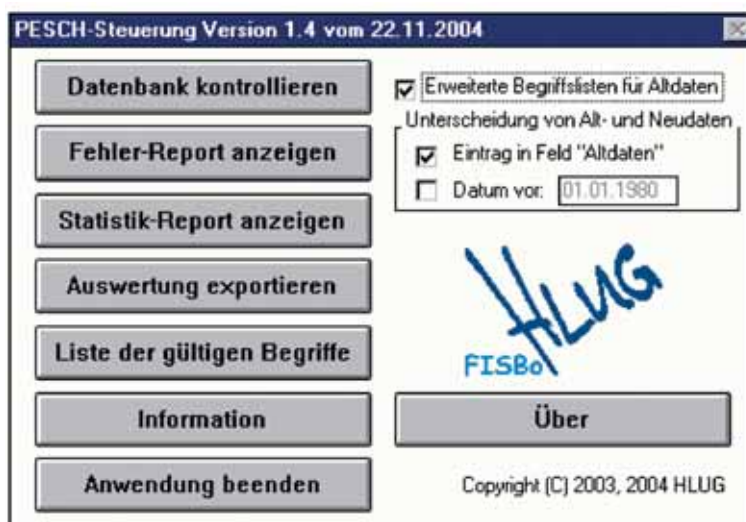 PESCH-Steuerung Version 1.4 vom 22.11.2004
Datenbank kontrollieren
Fehler-Report anzeigen
Statistik-Report anzeigen
Auswertung exportieren
Liste der gültigen Begriffe
Information
Anwendung beenden
Erweiterte Begriffslisten für Altdaten
Unterscheidung von Alt- und Neudaten
Eintrag in Feld "Altdaten"
Datum vor: 01.01.1980
HLUG
FISBo
Über
Copyright (C) 2003, 2004 HLUG